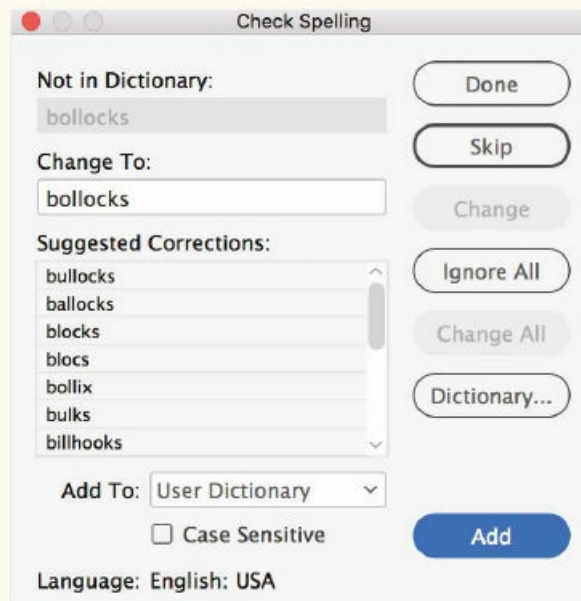 Check Spelling
Not in Dictionary:
bollocks
Change To:
bollocks
Suggested Corrections:
bullocks
ballocks
blocks
blocs
bollix
bulks
billhooks
Add To: User Dictionary
Case Sensitive
Language: English: USA
Done
Skip
Change
Ignore All
Change All
Dictionary...
Add